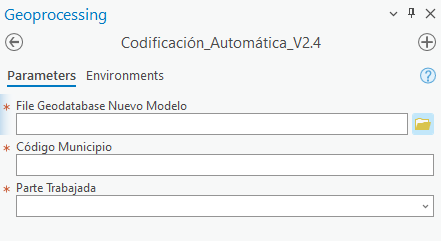 Geoprocessing
Codificación_Automática_V2.4
Parameters Environments
* File Geodatabase Nuevo Modelo
* Código Municipio
* Parte Trabajada